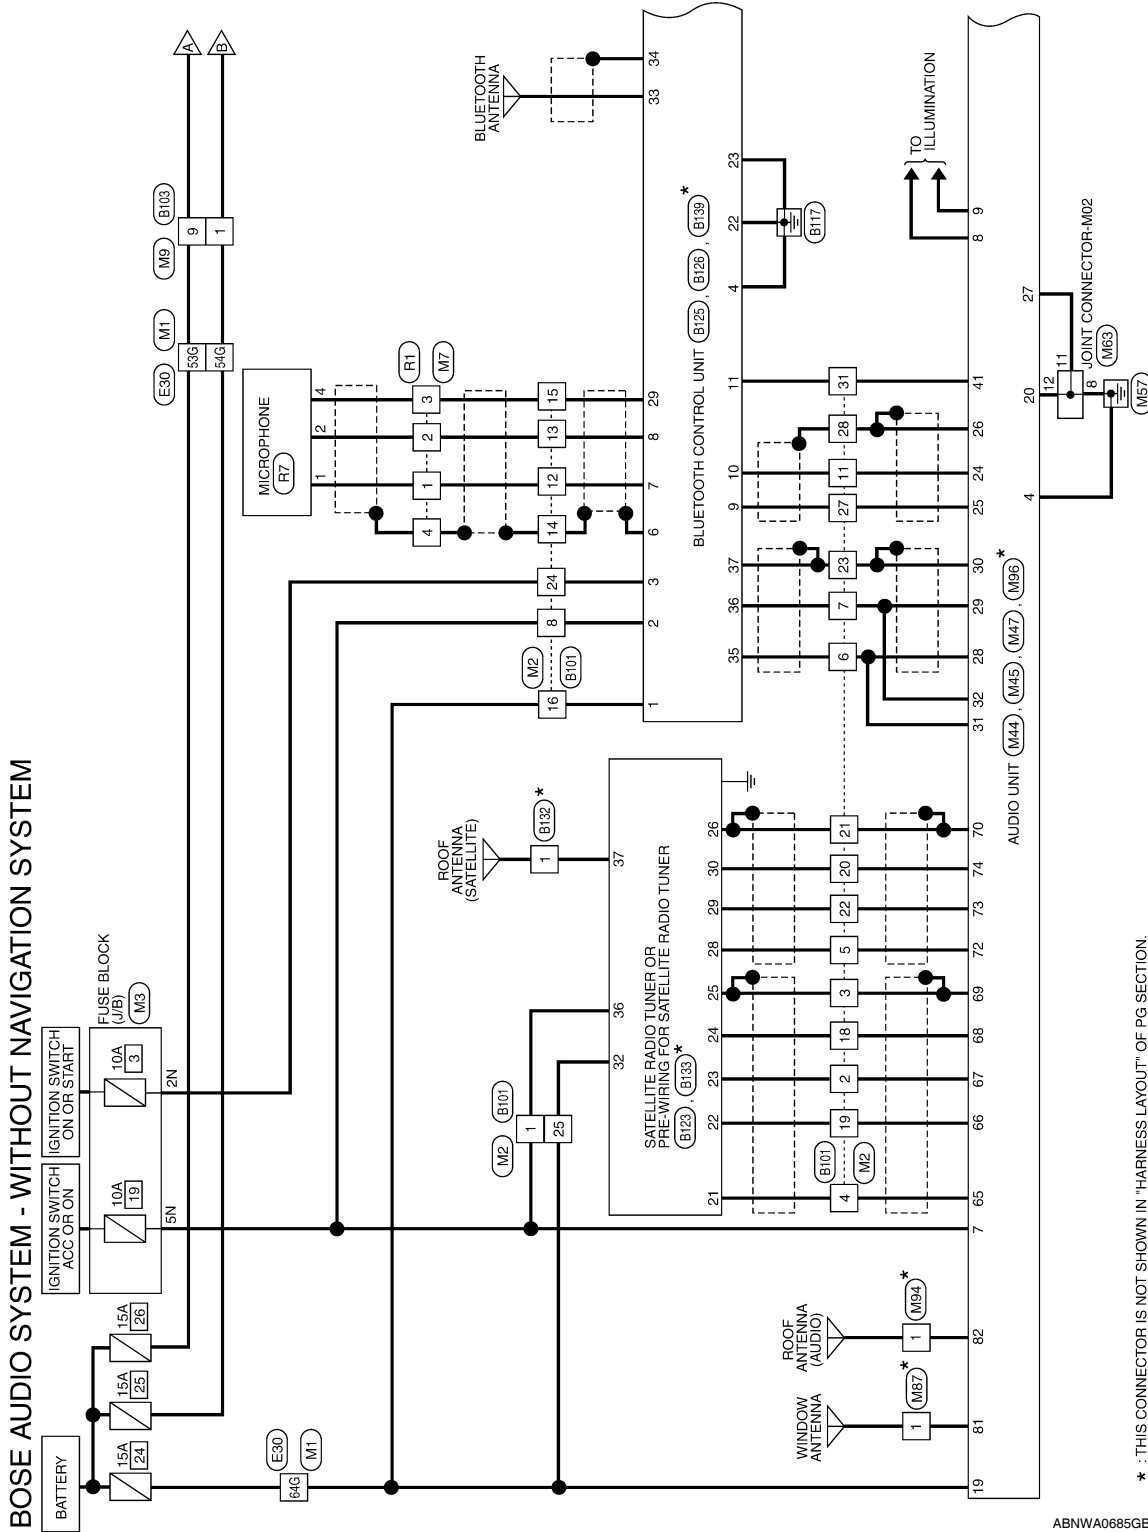 BOSE AUDIO SYSTEM - WITHOUT NAVIGATION SYSTEM
BATTERY
15A
24
15A
25
15A
26
IGNITION SWITCH
ACC OR ON
IGNITION SWITCH
ON OR START
10A
19
10A
3
FUSE BLOCK
(J/B)
M3
5N
2N
E30
M1
64G
E30
M1
53G
54G
M9
B103
9
1
A
B
MICROPHONE
R7
1
2
4
R1
M7
4
1
2
3
M2
B101
16
8
24
14
12
13
15
1
2
3
6
7
8
29
BLUETOOTH
ANTENNA
33
34
BLUETOOTH CONTROL UNIT
B125
,
B126
,
B139
*
35
36
37
9
10
11
4
22
23
B117
6
7
23
27
11
28
31
ROOF
ANTENNA
(SATELLITE)
1
B132
*
37
M2
B101
1
25
32
36
SATELLITE RADIO TUNER OR
PRE-WIRING FOR SATELLITE RADIO TUNER
B123
,
B133
*
21
22
23
24
25
28
29
30
26
B101
M2
4
19
2
18
3
5
22
20
21
65
66
67
68
69
72
73
74
70
WINDOW
ANTENNA
1
M87
*
81
ROOF
ANTENNA
(AUDIO)
1
M94
*
82
19
7
31
32
28
29
30
25
24
26
41
8
9
TO
ILLUMINATION
AUDIO UNIT
M44
,
M45
,
M47
,
M96
*
4
20
27
12
11
8
JOINT CONNECTOR-M02
M63
M57
* : THIS CONNECTOR IS NOT SHOWN IN "HARNESS LAYOUT" OF PG SECTION.
ABNWA0685GB